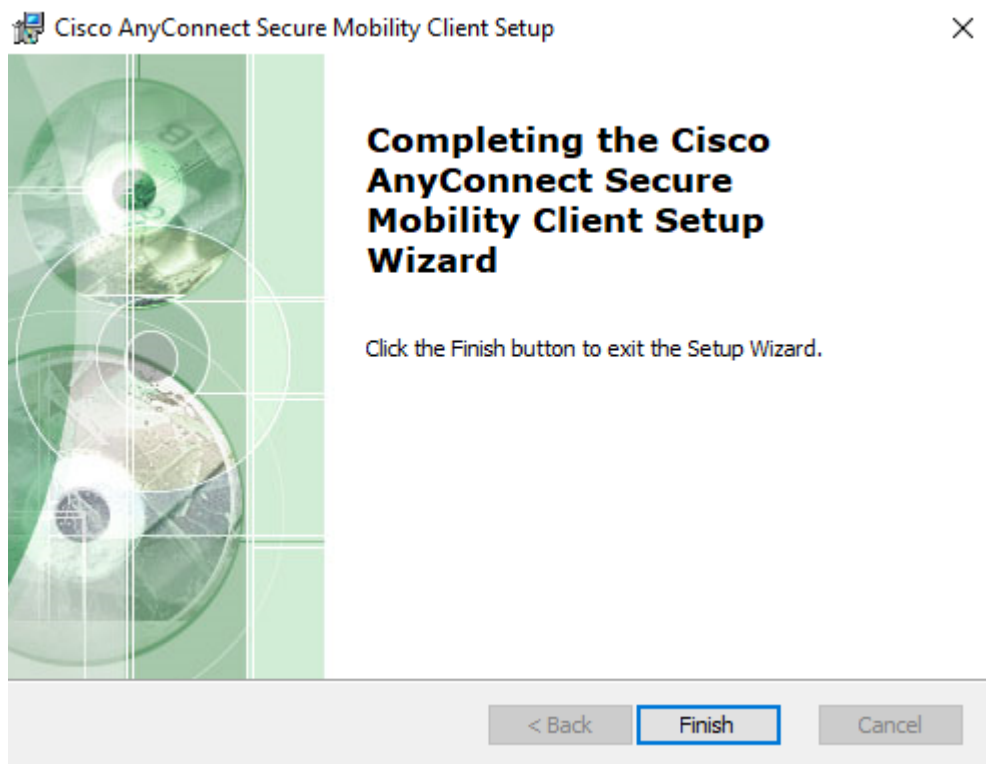 Cisco AnyConnect Secure Mobility Client Setup
Completing the Cisco
AnyConnect Secure
Mobility Client Setup
Wizard
Click the Finish button to exit the Setup Wizard.
< Back
Finish
Cancel